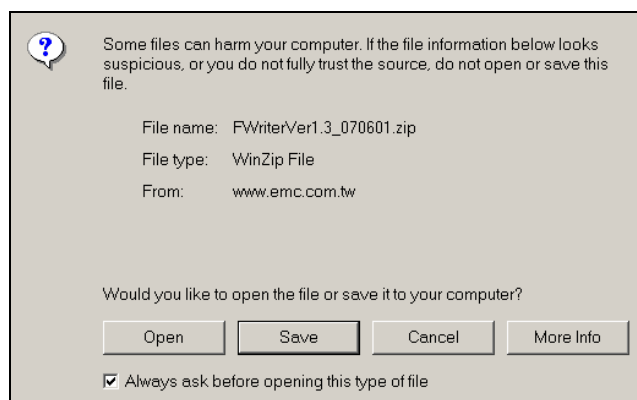 Some files can harm your computer. If the file information below looks
suspicious, or you do not fully trust the source, do not open or save this
file.
File name: FWriterVer1.3_070601.zip
File type: WinZip File
From: www.emc.com.tw
Would you like to open the file or save it to your computer?
Open Save Cancel More Info
Always ask before opening this type of file